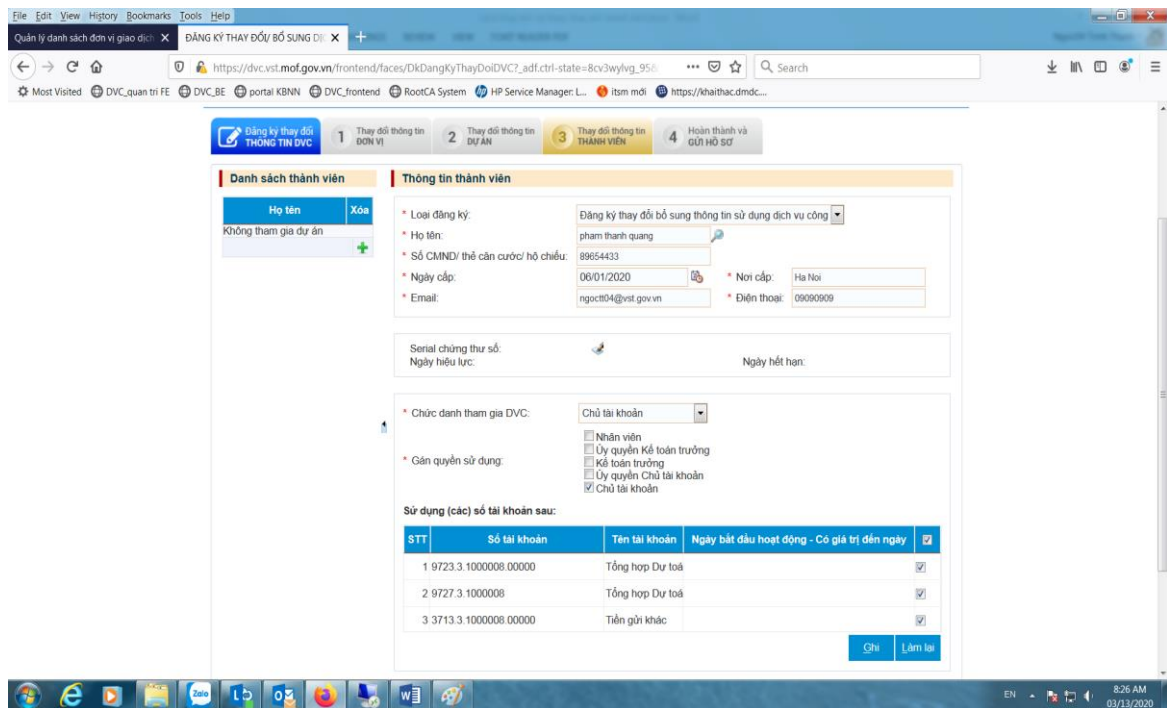 File Edit View History Bookmarks Tools Help
Quản lý danh sách đơn vị giao dịch
ĐĂNG KÝ THAY ĐỔI/ BỔ SUNG
https://dvc.vst.mof.gov.vn/frontend/faces/DkDangKyThayDoiDVC?_adf.ctrl-state=8cv3wylvg_958
Search
Most Visited DVC_quan tri FE DVC_BE portal KBNN DVC_frontend RootCA System HP Service Manager: L... itsm mới https://khaithac.dmdc....
Đăng ký thay đổi THÔNG TIN DVC
1 Thay đổi thông tin ĐƠN VỊ
2 Thay đổi thông tin DỰ ÁN
3 Thay đổi thông tin THÀNH VIÊN
4 Hoàn thành và GỬI HỒ SƠ
Danh sách thành viên
Họ tên Xóa
Không tham gia dự án
Thông tin thành viên
* Loại đăng ký: Đăng ký thay đổi bổ sung thông tin sử dụng dịch vụ công
* Họ tên: pham thanh quang
* Số CMND/ thẻ căn cước/ hộ chiếu: 89654433
* Ngày cấp: 06/01/2020 * Nơi cấp: Ha Noi
* Email: ngoctt04@vst.gov.vn * Điện thoại: 09090909
Serial chứng thư số:
Ngày hiệu lực: Ngày hết hạn:
* Chức danh tham gia DVC: Chủ tài khoản
* Gán quyền sử dụng:
Nhân viên
Ủy quyền Kế toán trưởng
Kế toán trưởng
Ủy quyền Chủ tài khoản
Chủ tài khoản
Sử dụng (các) số tài khoản sau:
STT Số tài khoản Tên tài khoản Ngày bắt đầu hoạt động - Có giá trị đến ngày
1 9723.3.1000008.00000 Tổng hợp Dự toá
2 9727.3.1000008 Tổng hợp Dự toá
3 3713.3.1000008.00000 Tiền gửi khác
Ghi Làm lại
Zalo
EN 8:26 AM
03/13/2020